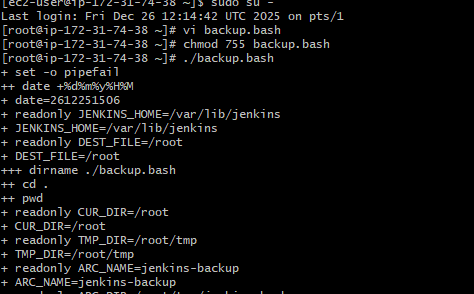 [ec2-user@ip-172-31-74-38 ~]$ sudo su -
Last login: Fri Dec 26 12:14:42 UTC 2025 on pts/1
[root@ip-172-31-74-38 ~]# vi backup.bash
[root@ip-172-31-74-38 ~]# chmod 755 backup.bash
[root@ip-172-31-74-38 ~]# ./backup.bash
+ set -o pipefail
++ date +%d%m%y%H%M
+ date=2612251506
+ readonly JENKINS_HOME=/var/lib/jenkins
+ JENKINS_HOME=/var/lib/jenkins
+ readonly DEST_FILE=/root
+ DEST_FILE=/root
+++ dirname ./backup.bash
++ cd .
++ pwd
+ readonly CUR_DIR=/root
+ CUR_DIR=/root
+ readonly TMP_DIR=/root/tmp
+ TMP_DIR=/root/tmp
+ readonly ARC_NAME=jenkins-backup
+ ARC_NAME=jenkins-backup